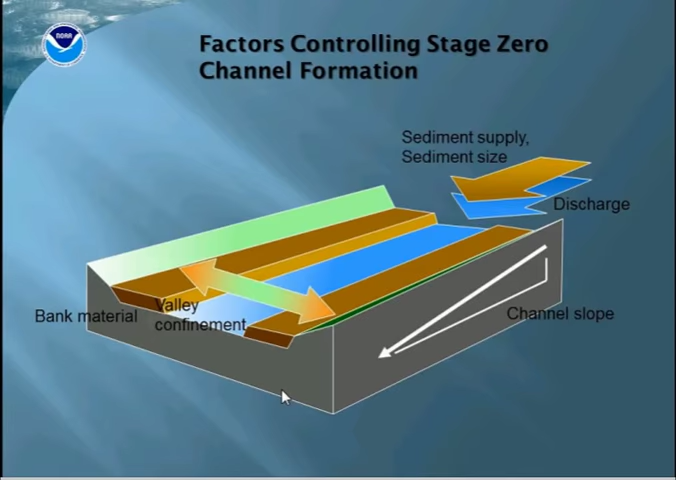 NOAA
Factors Controlling Stage Zero
Channel Formation
Sediment supply,
Sediment size
Discharge
Bank material
Valley
confinement
Channel slope